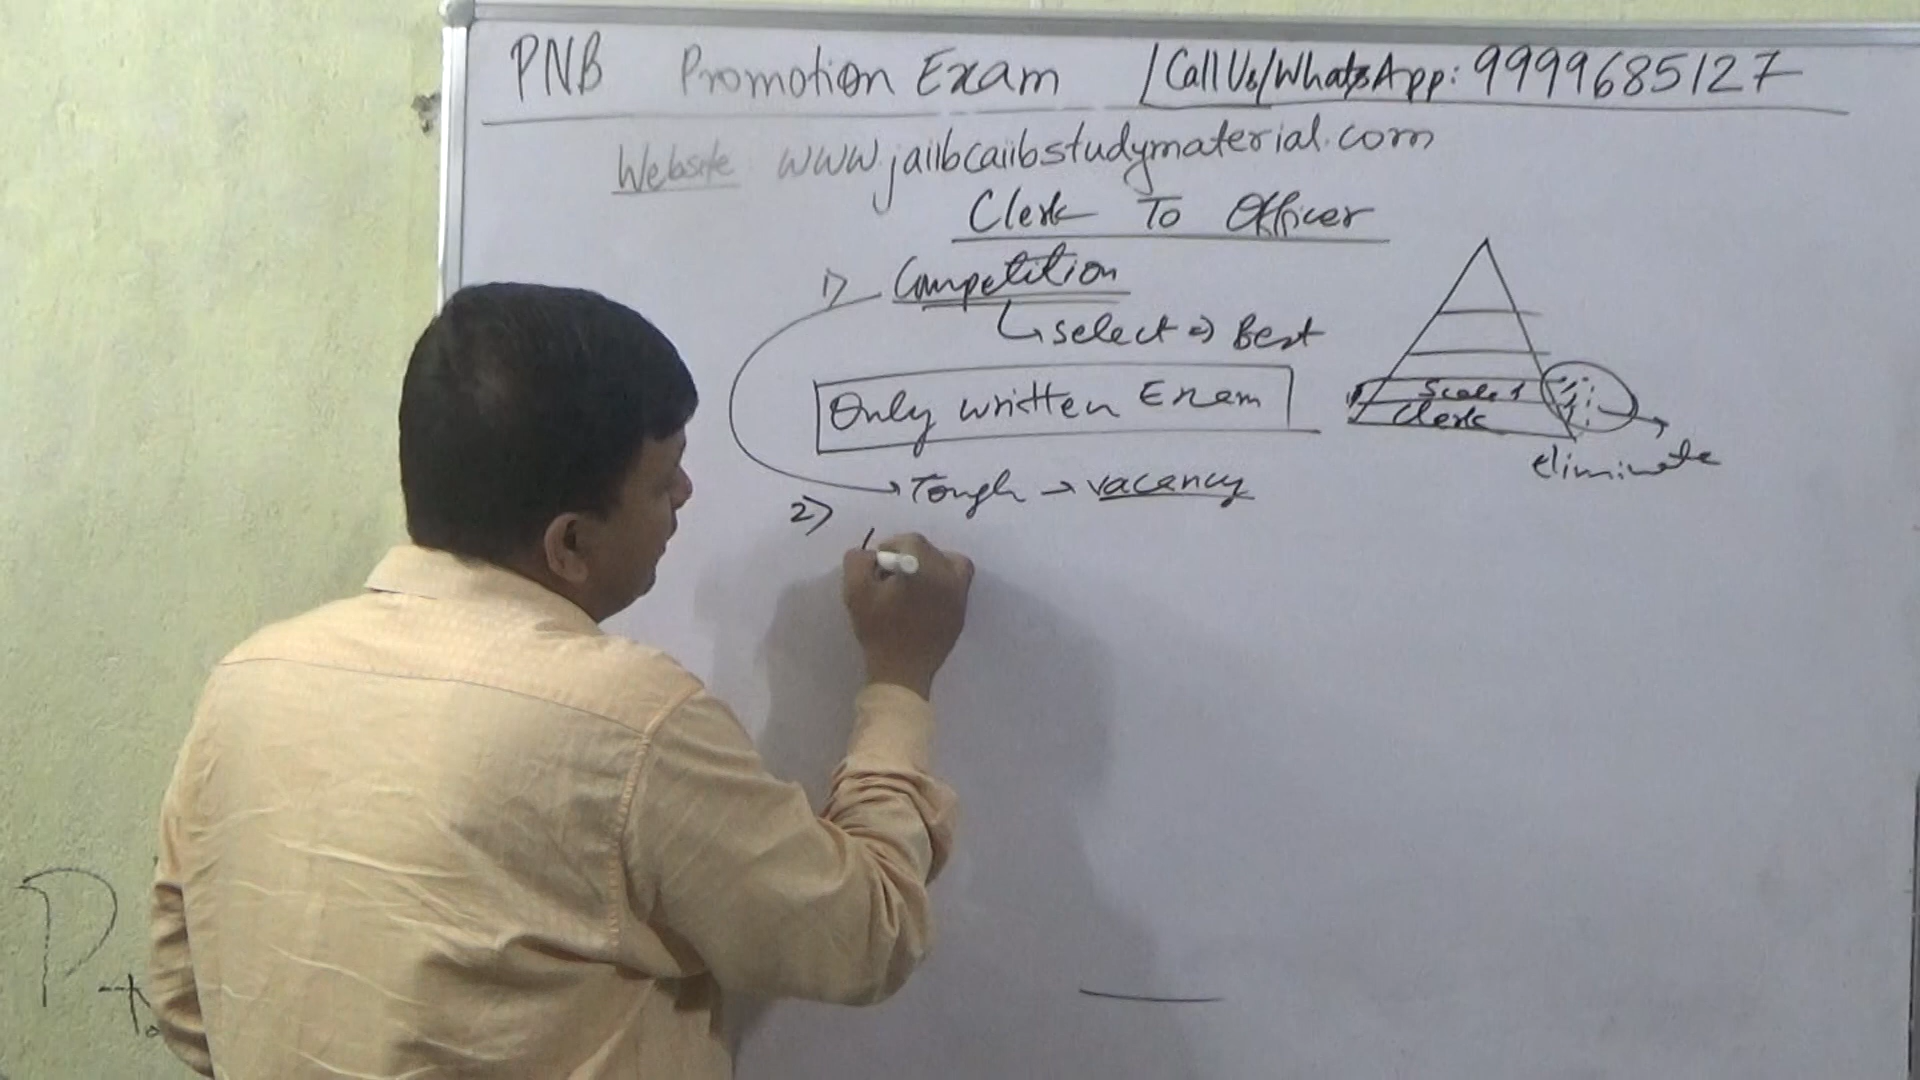 PNB Promotion Exam / Call Us/WhatsApp: 9999685127
Website www.jaiibcaiibstudymaterial.com
Clerk To Officer
1) Competition
↳ select ⇒ Best
Only written Exam
Scale 1
Clerk
eliminate
→ Tough → vacancy
2)
P